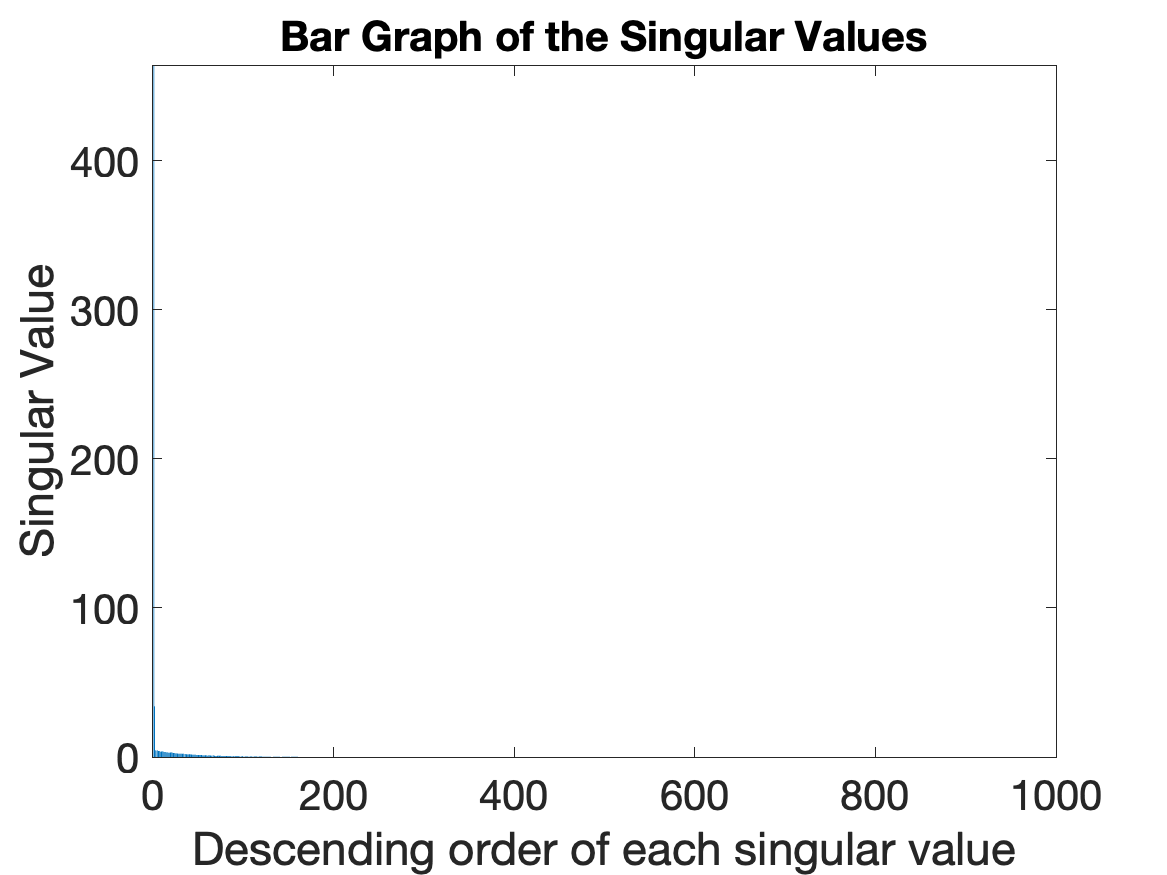 Bar Graph of the Singular Values
400
300
200
100
0
Singular Value
0 200 400 600 800 1000
Descending order of each singular value